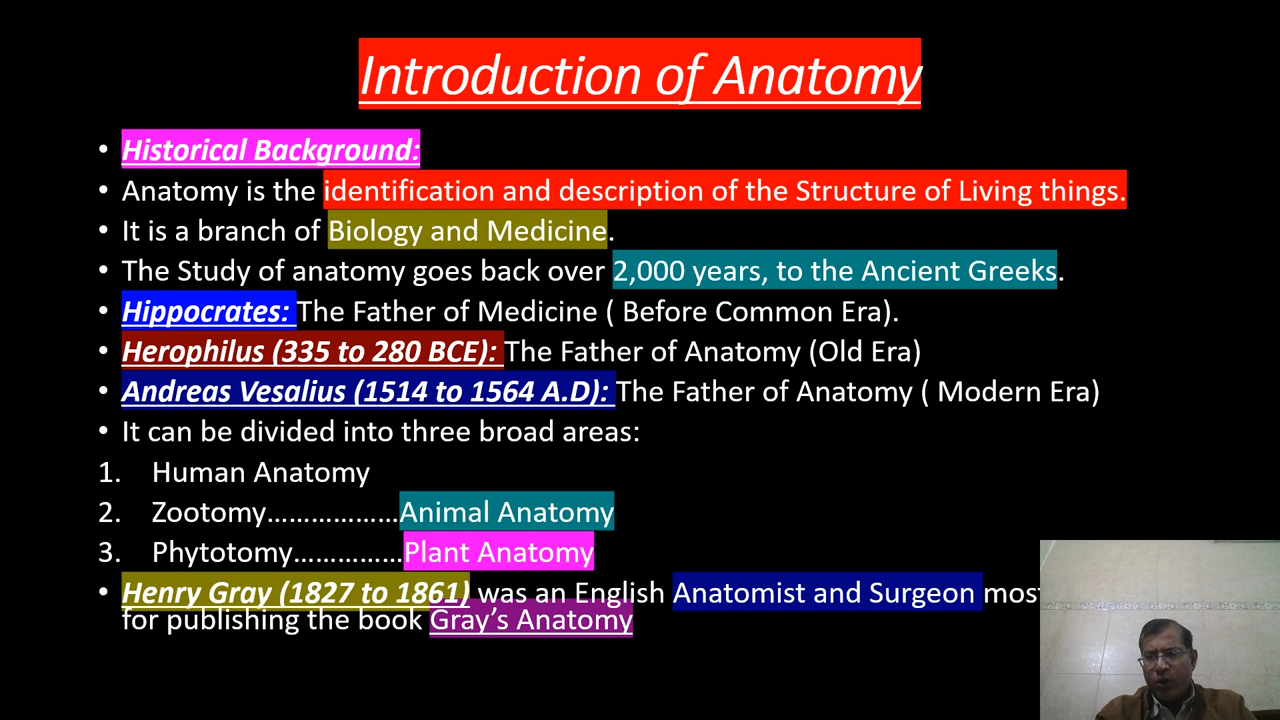 Introduction of Anatomy
• Historical Background:
• Anatomy is the identification and description of the Structure of Living things.
• It is a branch of Biology and Medicine.
• The Study of anatomy goes back over 2,000 years, to the Ancient Greeks.
• Hippocrates: The Father of Medicine ( Before Common Era).
• Herophilus (335 to 280 BCE): The Father of Anatomy (Old Era)
• Andreas Vesalius (1514 to 1564 A.D): The Father of Anatomy ( Modern Era)
• It can be divided into three broad areas:
1. Human Anatomy
2. Zootomy………………Animal Anatomy
3. Phytotomy……………Plant Anatomy
• Henry Gray (1827 to 1861) was an English Anatomist and Surgeon most
for publishing the book Gray’s Anatomy